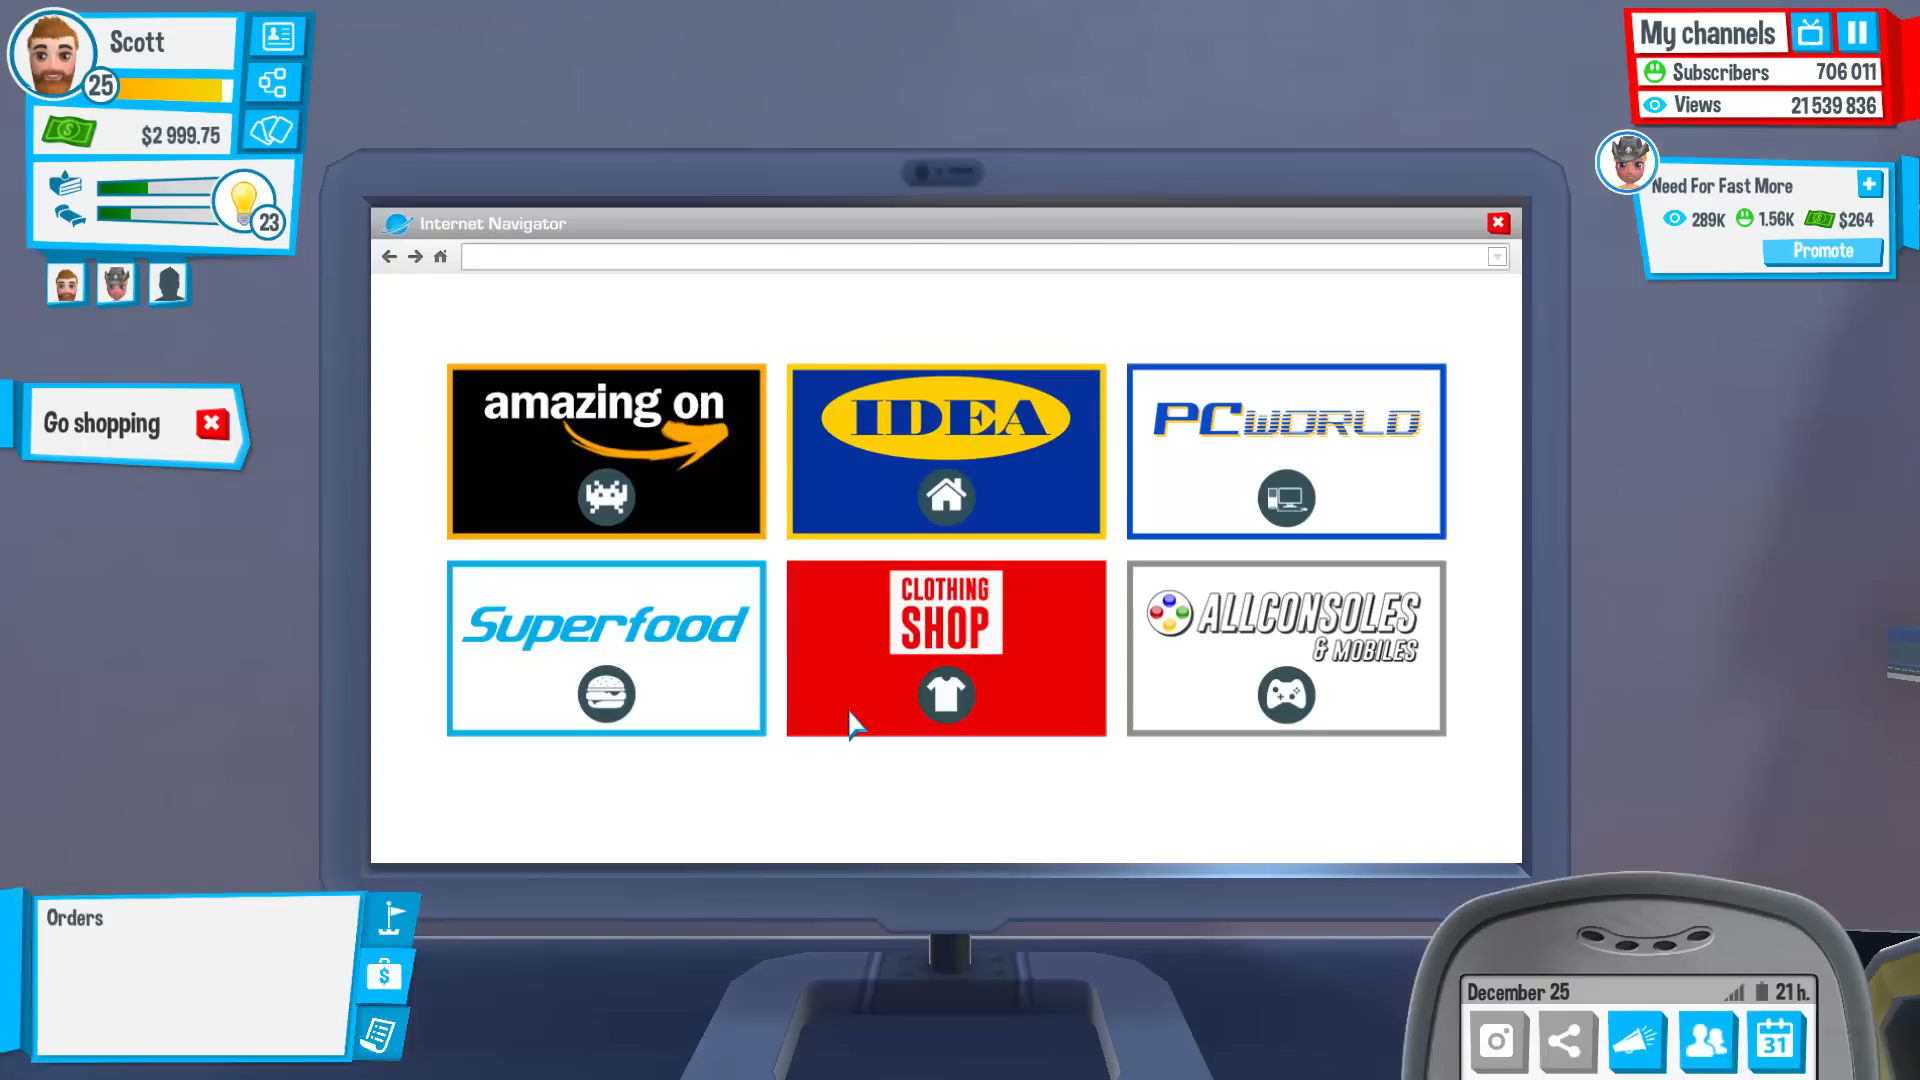 Scott
25
$2 999.75
23
Go shopping
Orders
Internet Navigator
amazing on
IDEA
PCWORLD
Superfood
CLOTHING
SHOP
ALLCONSOLES
& MOBILES
My channels
Subscribers 706 011
Views 21 539 836
Need For Fast More
289K 1.56K $264
Promote
December 25 21 h.
31